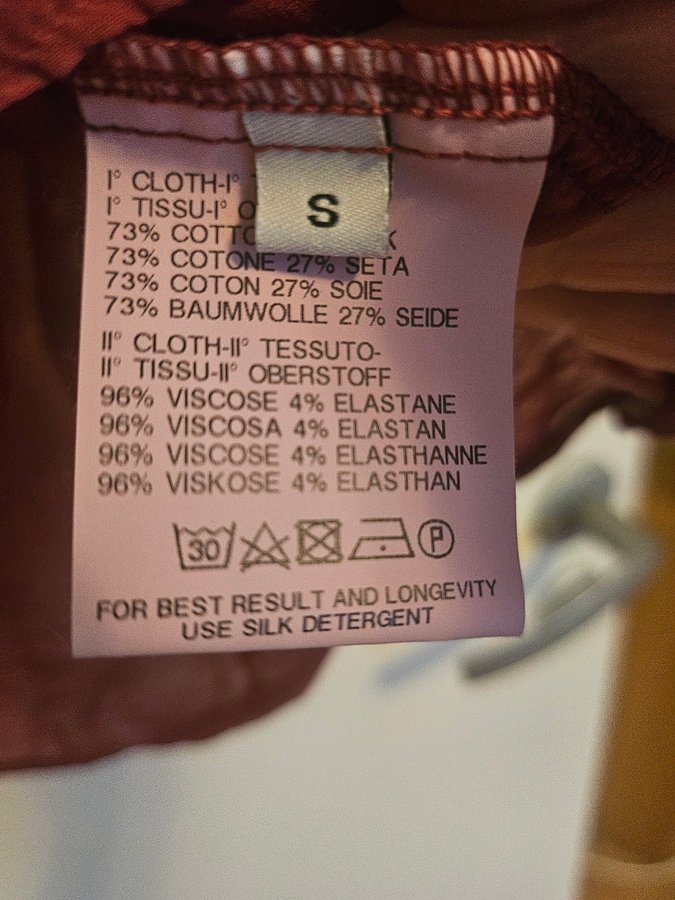 I° CLOTH-I°
I° TISSU-I°
S
73%
73% COTONE 27% SETA
73% COTON 27% SOIE
73% BAUMWOLLE 27% SEIDE
II° CLOTH-II° TESSUTO-
II° TISSU-II° OBERSTOFF
96% VISCOSE 4% ELASTANE
96% VISCOSA 4% ELASTAN
96% VISCOSE 4% ELASTHANNE
96% VISKOSE 4% ELASTHAN
30 P
FOR BEST RESULT AND LONGEVITY
USE SILK DETERGENT